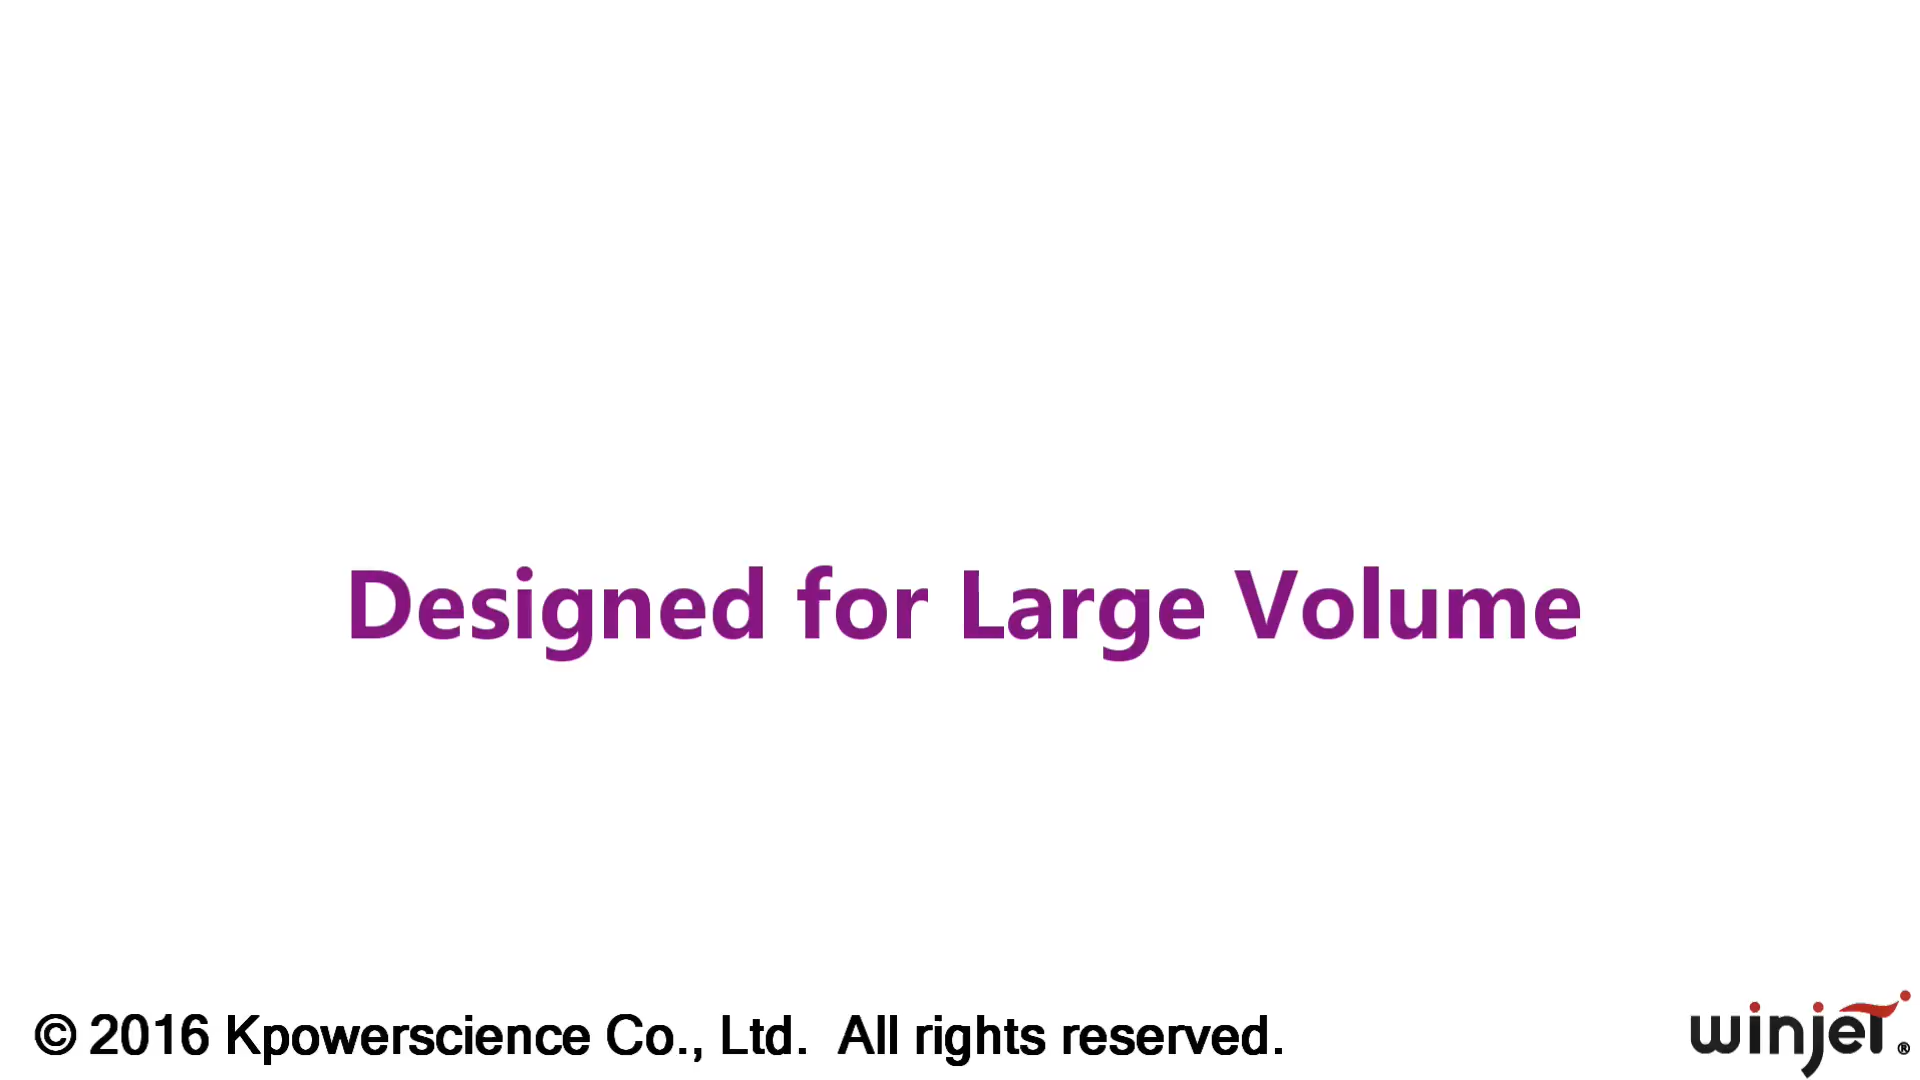 Designed for Large Volume
© 2016 Kpowerscience Co., Ltd.  All rights reserved.
winjet®